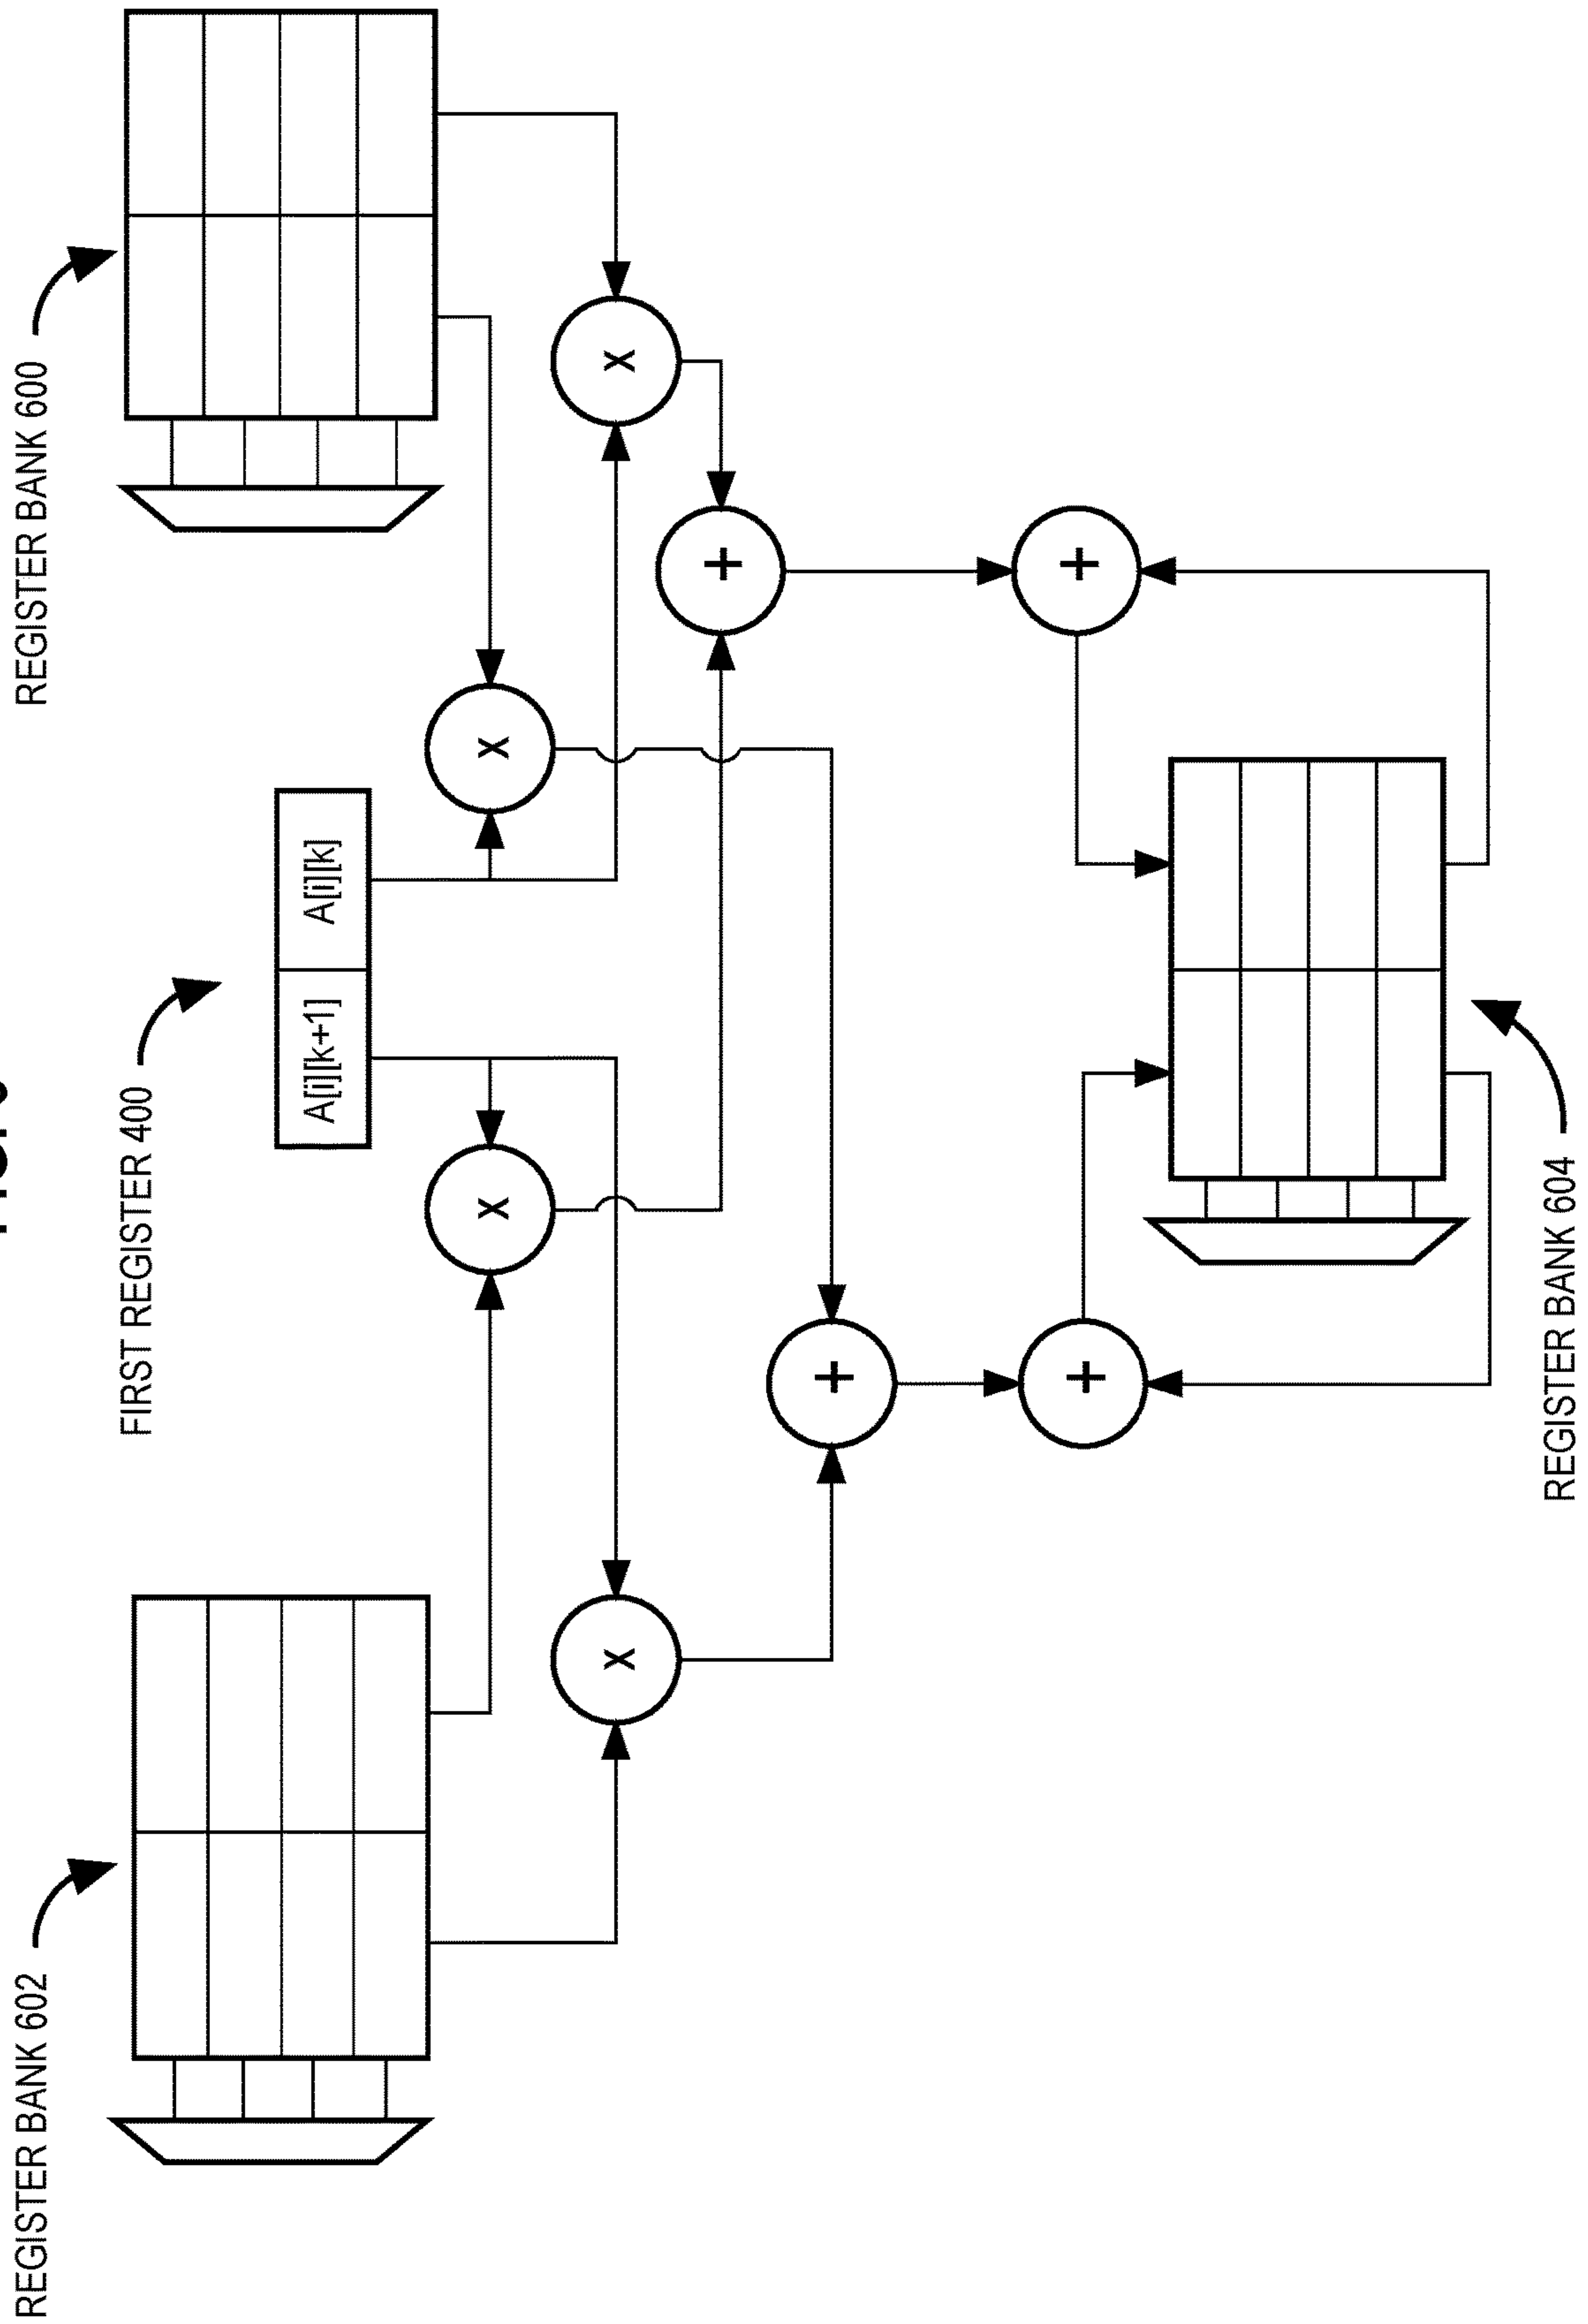 REGISTER BANK 602
REGISTER BANK 600
FIRST REGISTER 400
A[i][k+1]
A[i][k]
x
x
x
x
+
+
+
+
REGISTER BANK 604